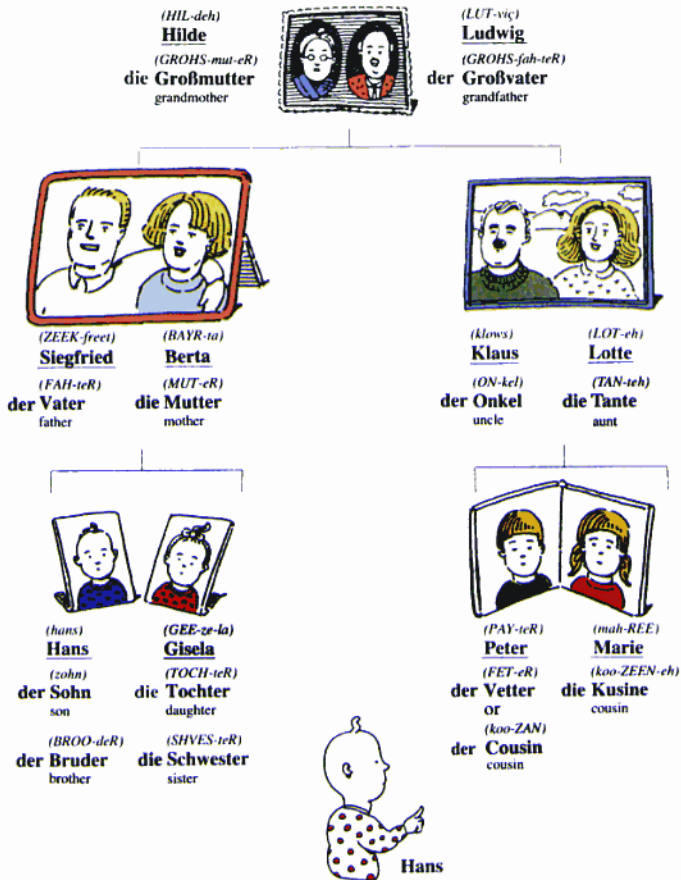 (HIL-deh)
Hilde
(GROHS-mut-eR)
die Großmutter
grandmother
(LUT-viç)
Ludwig
(GROHS-fah-teR)
der Großvater
grandfather
(ZEEK-freet)
Siegfried
(FAH-teR)
der Vater
father
(BAYR-ta)
Berta
(MUT-eR)
die Mutter
mother
(klows)
Klaus
(ON-kel)
der Onkel
uncle
(LOT-eh)
Lotte
(TAN-teh)
die Tante
aunt
(hans)
Hans
(zohn)
der Sohn
son
(BROO-deR)
der Bruder
brother
(GEE-ze-la)
Gisela
(TOCH-teR)
die Tochter
daughter
(SHVES-teR)
die Schwester
sister
(PAY-teR)
Peter
(FET-eR)
der Vetter
or
(koo-ZAN)
der Cousin
cousin
(mah-REE)
Marie
(koo-ZEEN-eh)
die Kusine
cousin
Hans